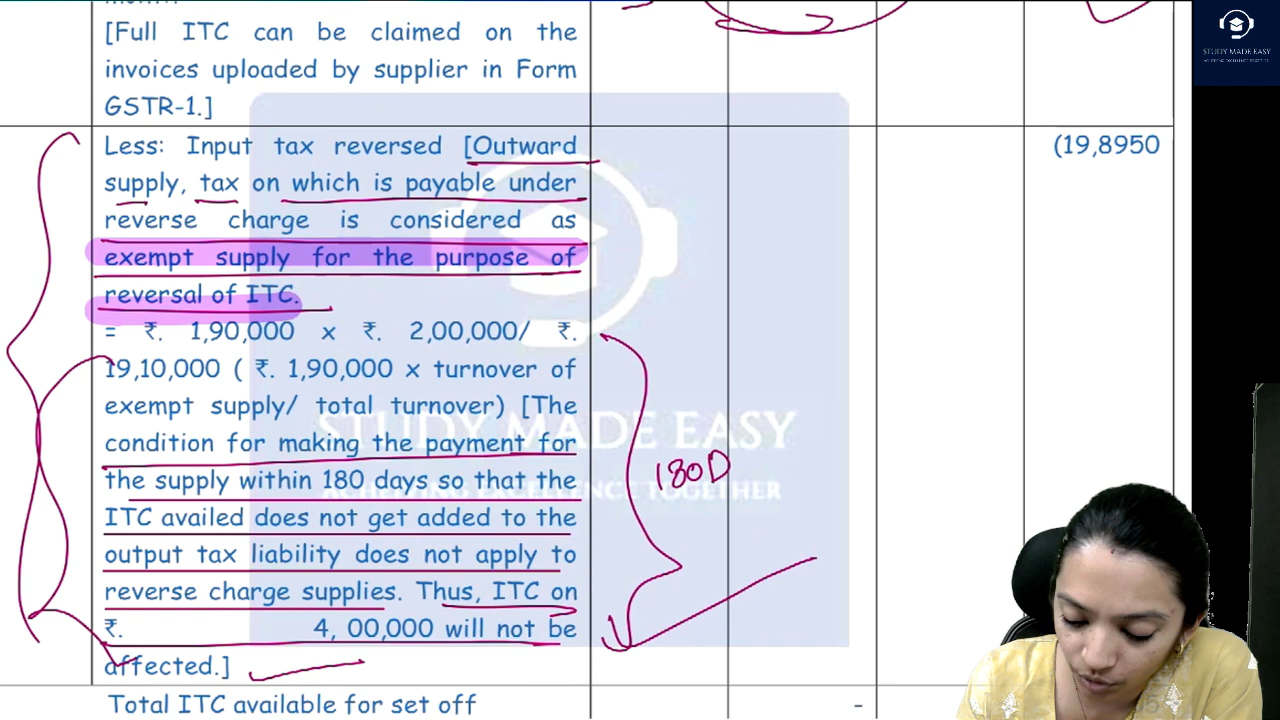 [Full ITC can be claimed on the
invoices uploaded by supplier in Form
GSTR-1.]
Less: Input tax reversed [Outward
supply, tax on which is payable under
reverse charge is considered as
exempt supply for the purpose of
reversal of ITC.
= ₹. 1,90,000 x ₹. 2,00,000/ ₹.
19,10,000 ( ₹. 1,90,000 x turnover of
exempt supply/ total turnover) [The
condition for making the payment for
the supply within 180 days so that the
ITC availed does not get added to the
output tax liability does not apply to
reverse charge supplies. Thus, ITC on
₹. 4, 00,000 will not be
affected.]
(19,8950
180D
Total ITC available for set off -
STUDY MADE EASY
ACHIEVING EXCELLENCE TOGETHER
STUDY MADE EASY